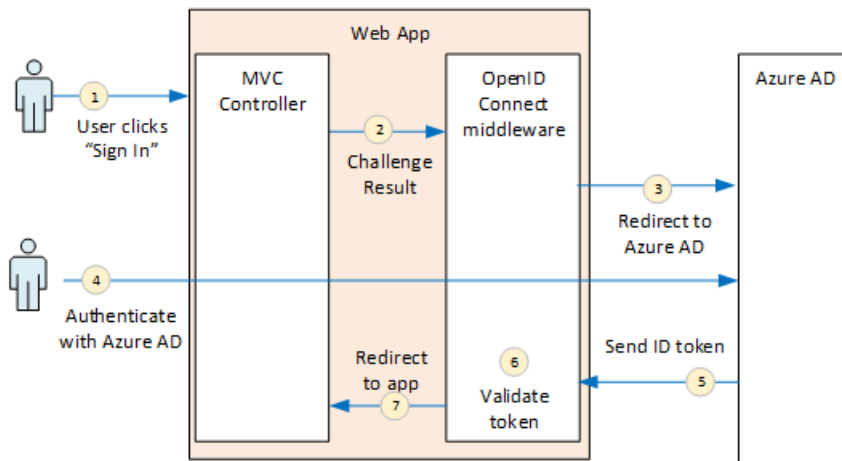 Web App
MVC
Controller
OpenID
Connect
middleware
Azure AD
1
User clicks
“Sign In”
2
Challenge
Result
3
Redirect to
Azure AD
4
Authenticate
with Azure AD
Send ID token
5
6
Validate
token
Redirect
to app
7